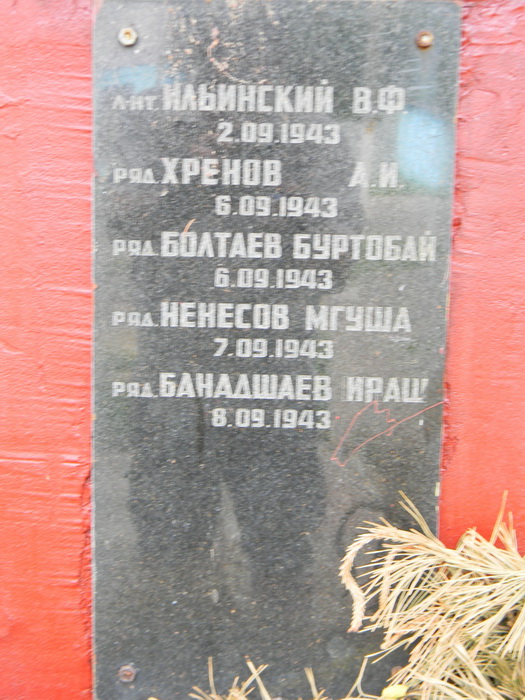 л-нт. ИЛЬИНСКИЙ В.Ф.
2.09.1943
ряд. ХРЕНОВ А.И.
6.09.1943
ряд. БОЛТАЕВ БУРТОБАЙ
6.09.1943
ряд. НЕНЕСОВ МГУША
7.09.1943
ряд. БАНАДШАЕВ ИРАШ
8.09.1943